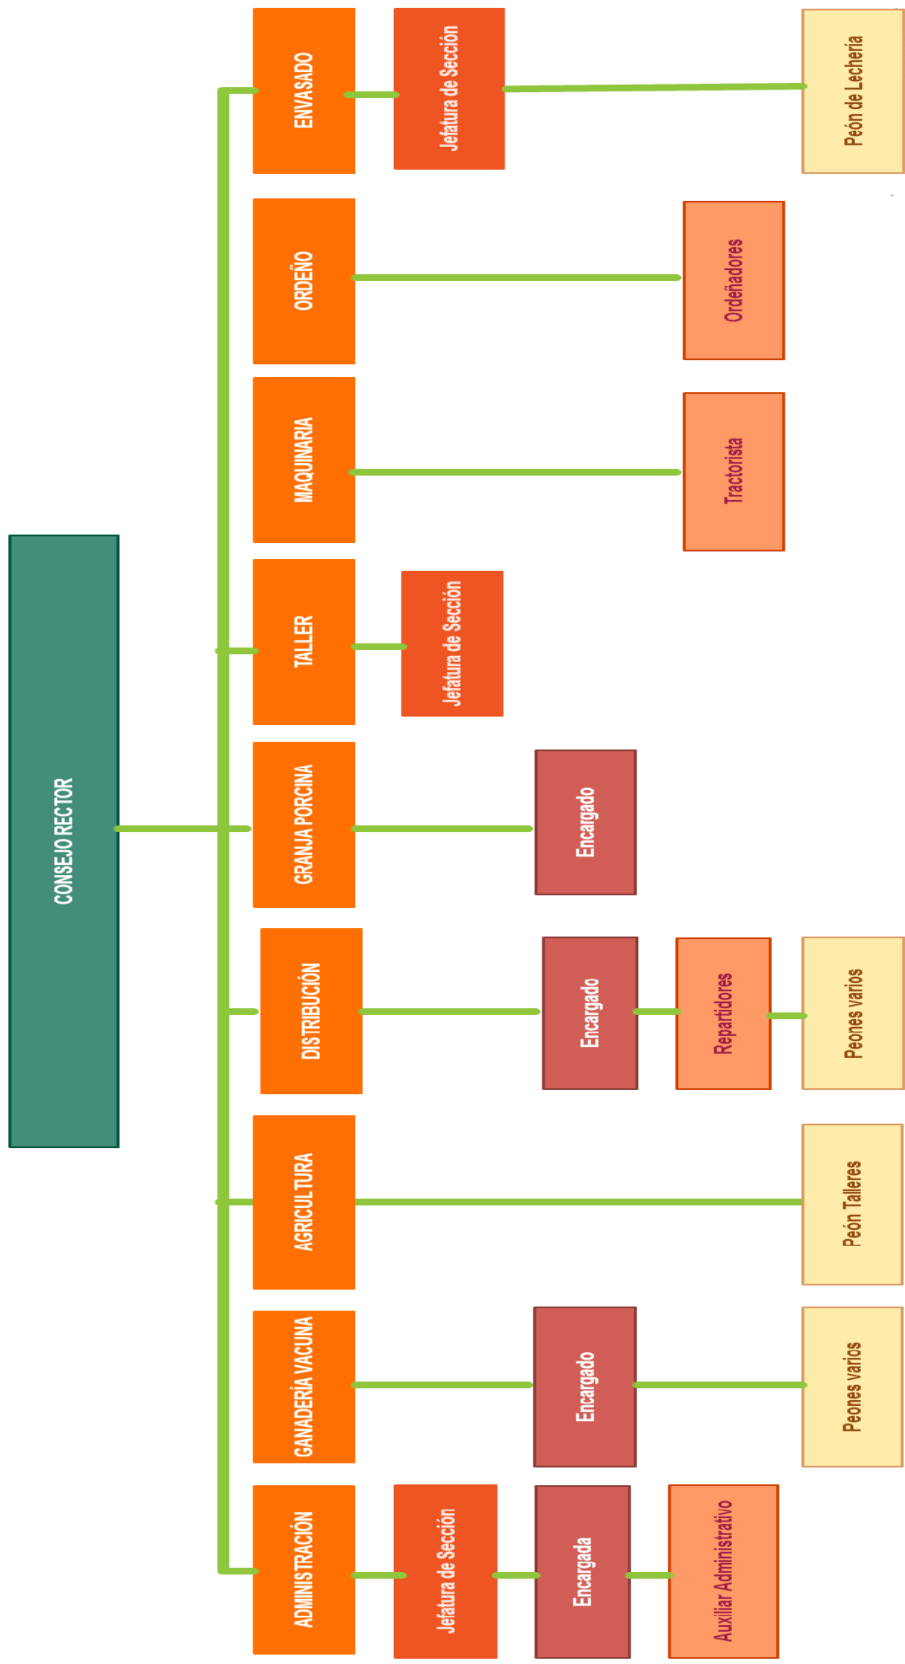 CONSEJO RECTOR
ADMINISTRACIÓN
GANADERÍA VACUNA
AGRICULTURA
DISTRIBUCIÓN
GRANJA PORCINA
TALLER
MAQUINARIA
ORDEÑO
ENVASADO
Jefatura de Sección
Jefatura de Sección
Jefatura de Sección
Encargada
Encargado
Encargado
Encargado
Auxiliar Administrativo
Repartidores
Tractorista
Ordeñadores
Peones varios
Peón Talleres
Peones varios
Peón de Lechería